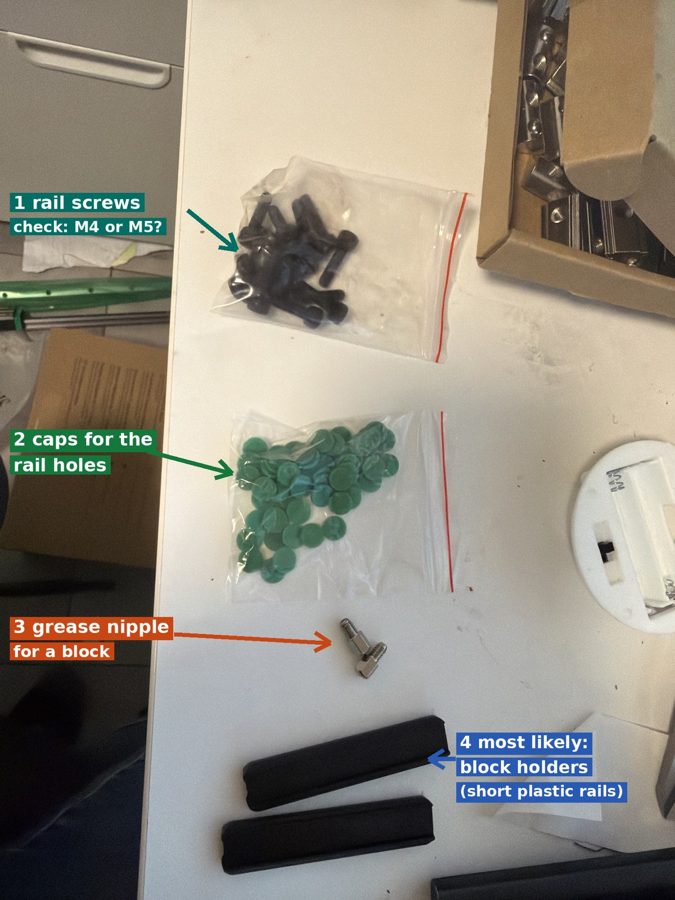 1 rail screws
check: M4 or M5?
2 caps for the
rail holes
3 grease nipple
for a block
4 most likely:
block holders
(short plastic rails)